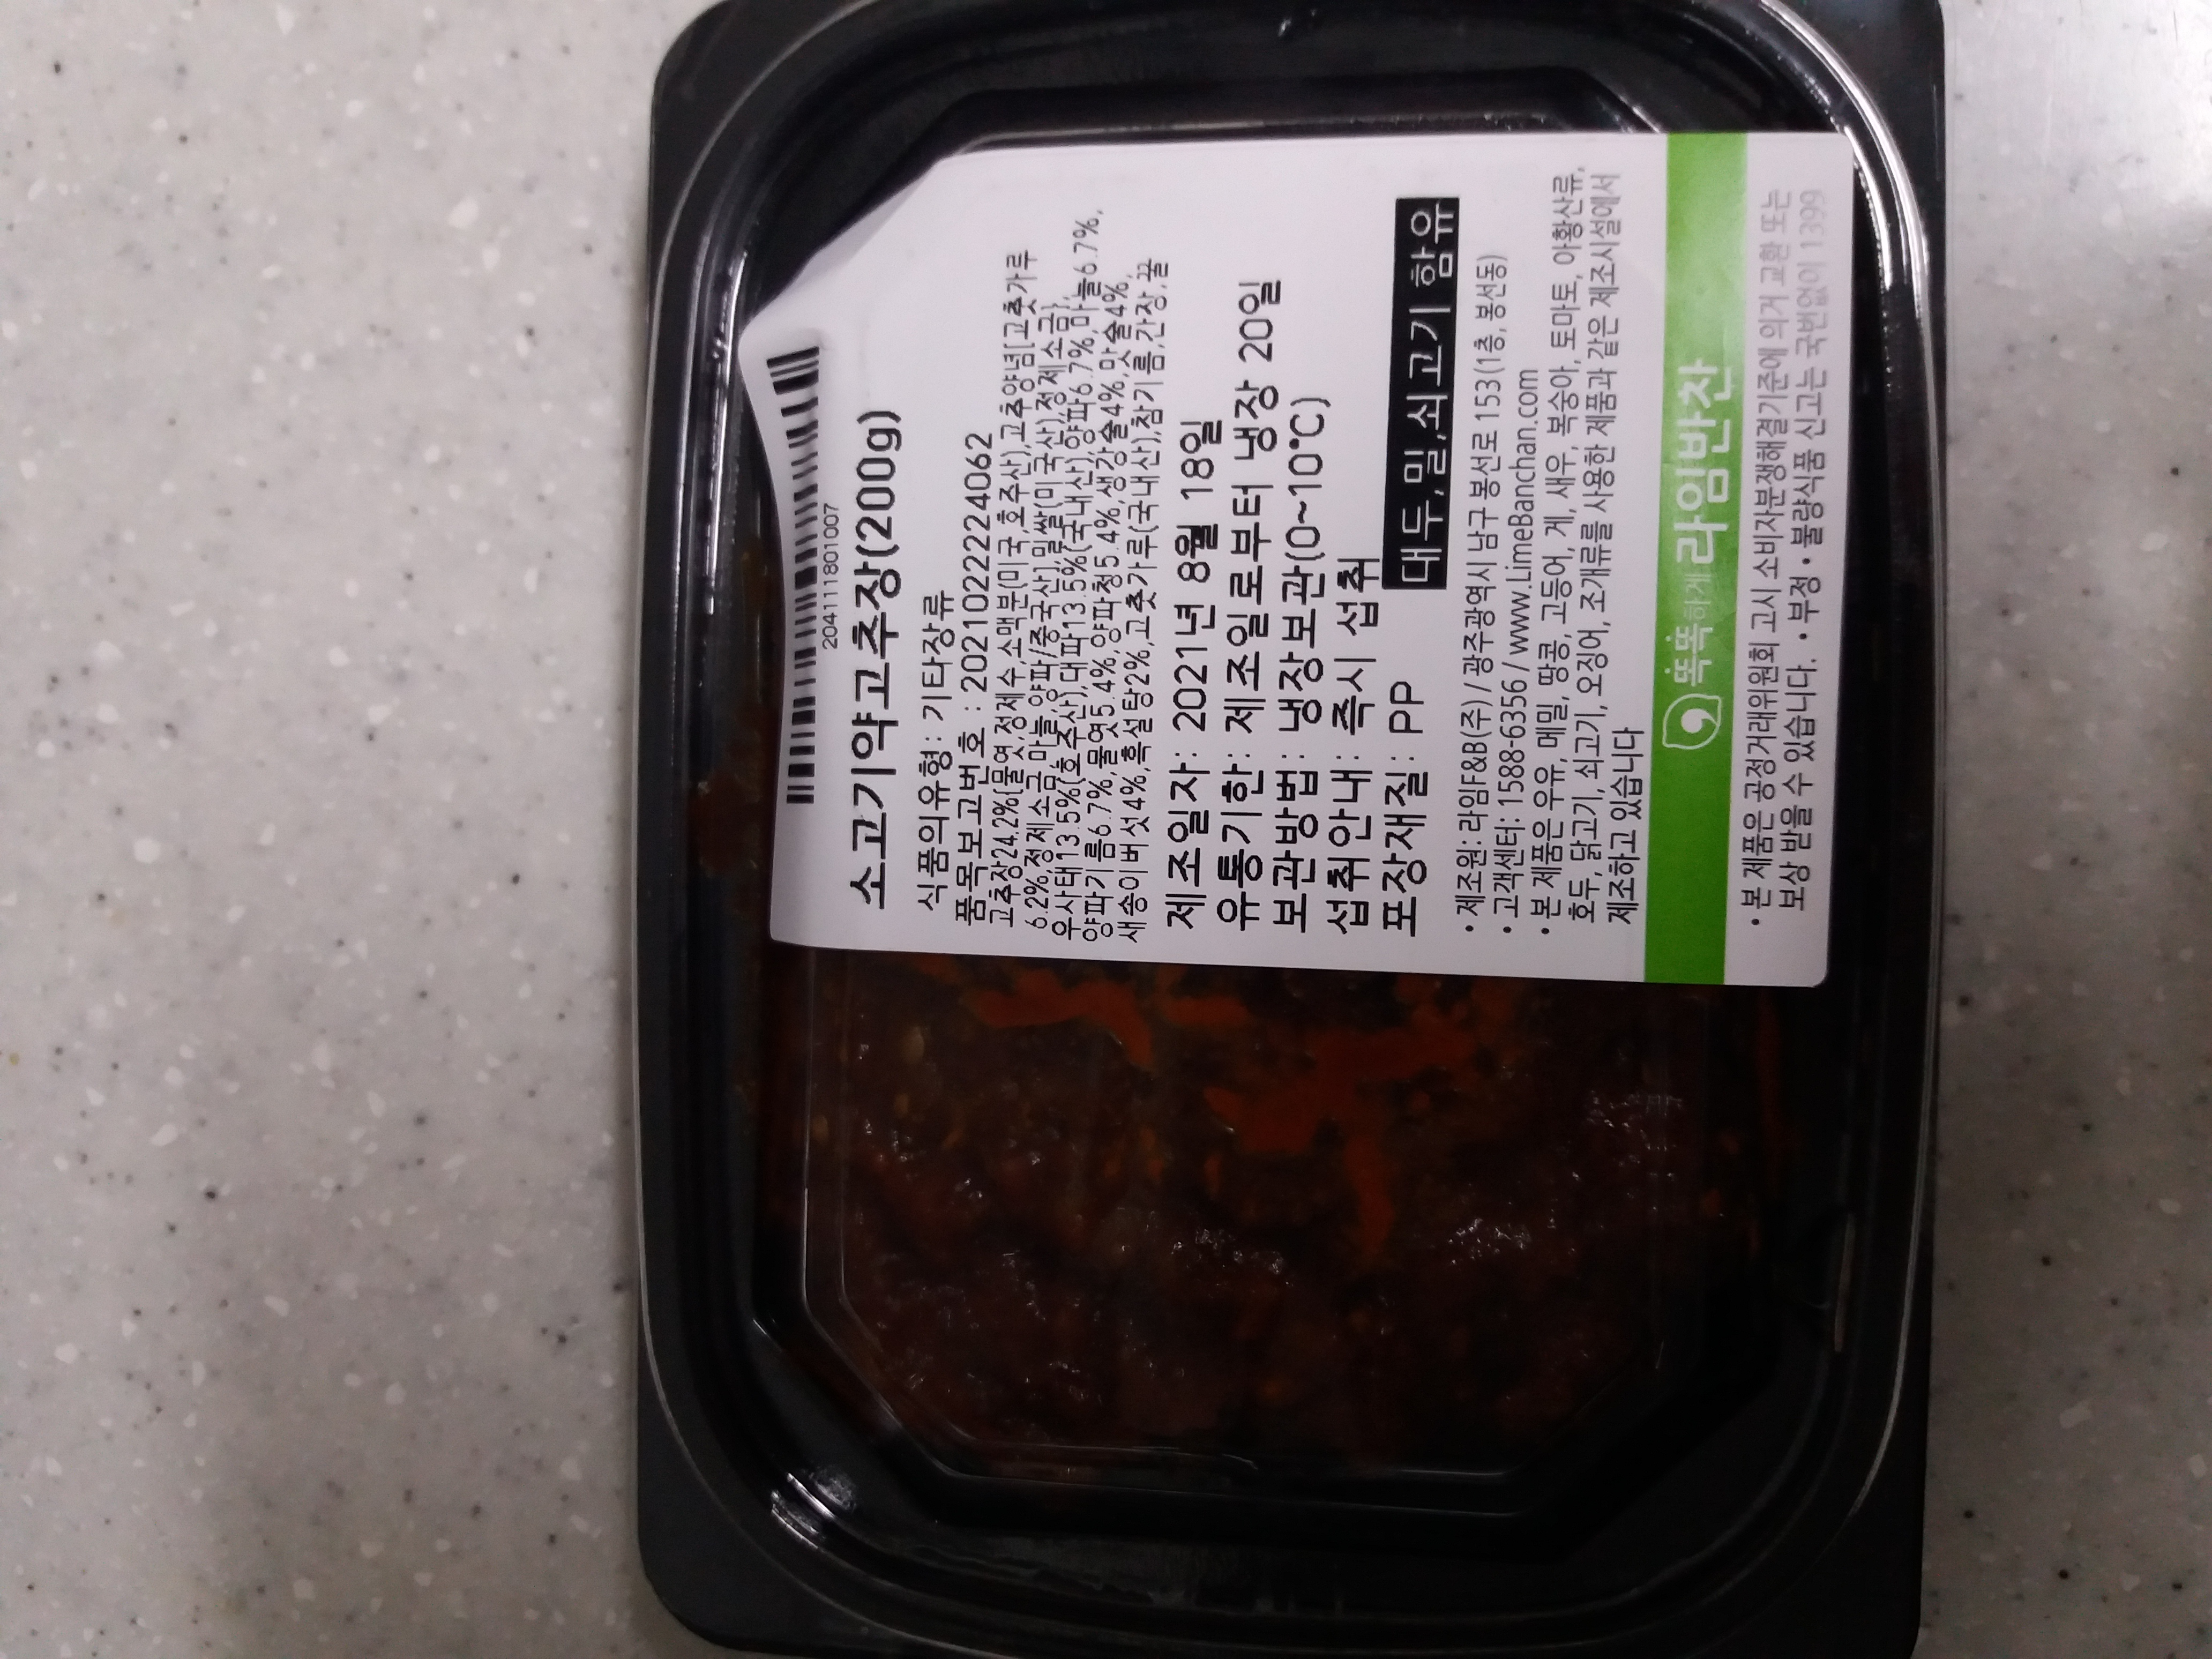 204111801007
소고기약고추장(200g)
식품의유형: 기타장류
품목보고번호 : 20210222224062
고추장24.2%{물엿,정제수,소맥분(미국,호주산),고추양념[고춧가루
6.2%,정제소금,마늘,양파/중국산],밀쌀(미국산),정제소금},
우사태13.5%(호주산),대파13.5%(국내산),양파6.7%,마늘6.7%,
양파기름6.7%,물엿5.4%,양파청5.4%,생강술4%,맛술4%,
새송이버섯4%,흑설탕2%,고춧가루(국내산),참기름,간장,꿀
제조일자: 2021년 8월 18일
유통기한: 제조일로부터 냉장 20일
보관방법: 냉장보관(0~10℃)
섭취안내: 즉시 섭취
포장재질: PP
대두,밀,쇠고기 함유
• 제조원: 라임F&B(주) / 광주광역시 남구 봉선로 153(1층, 봉선동)
• 고객센터: 1588-6356 / www.LimeBanchan.com
• 본 제품은 우유, 메밀, 땅콩, 고등어, 게, 새우, 복숭아, 토마토, 아황산류,
호두, 닭고기, 쇠고기, 오징어, 조개류를 사용한 제품과 같은 제조시설에서
제조하고 있습니다
똑똑하게 라임반찬
• 본 제품은 공정거래위원회 고시 소비자분쟁해결기준에 의거 교환 또는
보상 받을 수 있습니다. • 부정 • 불량식품 신고는 국번없이 1399